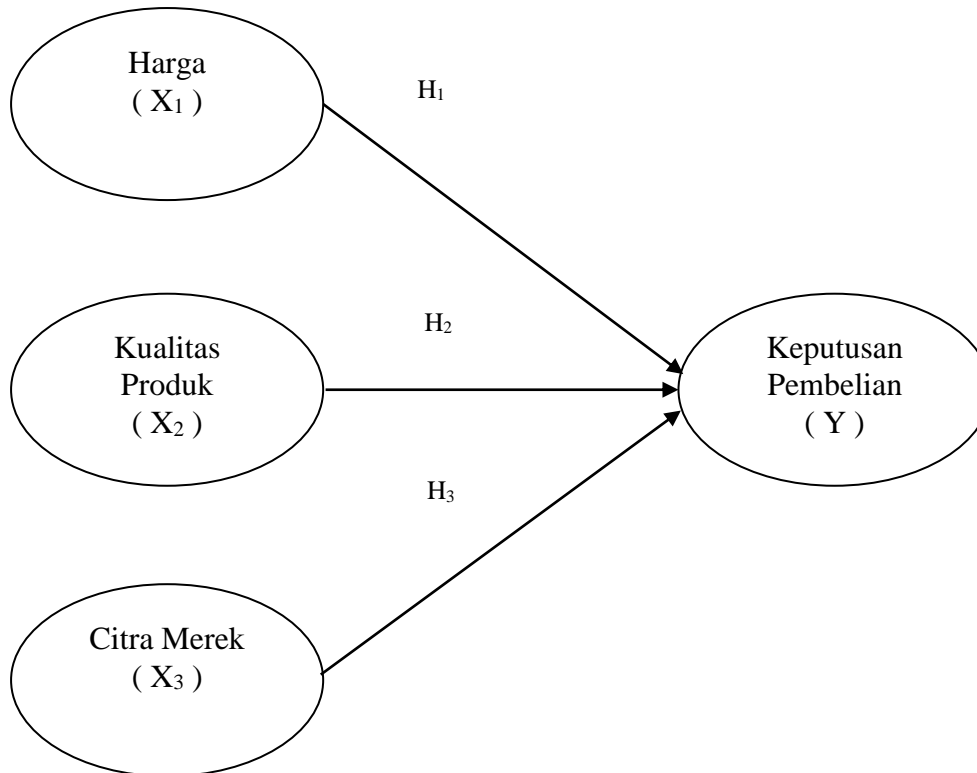 Harga
( X₁ )
H₁
Kualitas
Produk
( X₂ )
H₂
Keputusan
Pembelian
( Y )
H₃
Citra Merek
( X₃ )